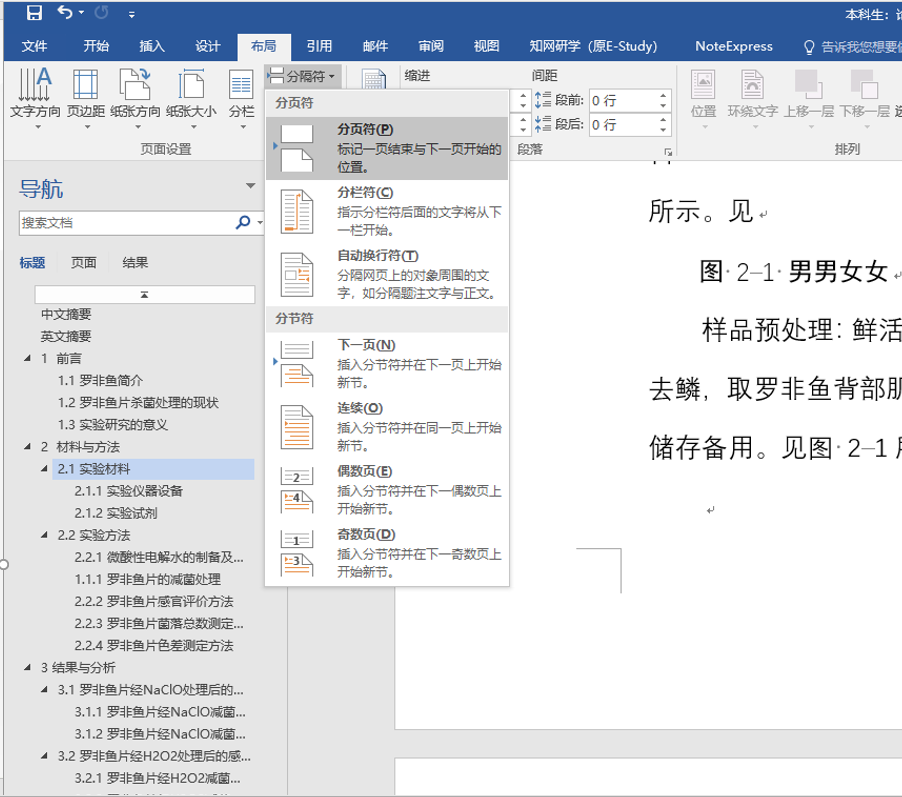 本科生:
文件 开始 插入 设计 布局 引用 邮件 审阅 视图 知网研学（原E-Study） NoteExpress 告诉我您想要
文字方向 页边距 纸张方向 纸张大小 分栏
分隔符
缩进 间距
段前: 0 行
段后: 0 行
位置 环绕文字 上移一层 下移一层
页面设置 段落 排列
分页符
分页符(P)
标记一页结束与下一页开始的
位置。
分栏符(C)
指示分栏符后面的文字将从下
一栏开始。
自动换行符(T)
分隔网页上的对象周围的文
字，如分隔题注文字与正文。
分节符
下一页(N)
插入分节符并在下一页上开始
新节。
连续(O)
插入分节符并在同一页上开始
新节。
偶数页(E)
插入分节符并在下一偶数页上
开始新节。
奇数页(D)
插入分节符并在下一奇数页上
开始新节。
导航
搜索文档
标题 页面 结果
中文摘要
英文摘要
1 前言
1.1 罗非鱼简介
1.2 罗非鱼片杀菌处理的现状
1.3 实验研究的意义
2 材料与方法
2.1 实验材料
2.1.1 实验仪器设备
2.1.2 实验试剂
2.2 实验方法
2.2.1 微酸性电解水的制备及...
1.1.1 罗非鱼片的减菌处理
2.2.2 罗非鱼片感官评价方法
2.2.3 罗非鱼片菌落总数测定...
2.2.4 罗非鱼片色差测定方法
3 结果与分析
3.1 罗非鱼片经NaClO处理后的...
3.1.1 罗非鱼片经NaClO减菌...
3.1.2 罗非鱼片经NaClO减菌...
3.2 罗非鱼片经H2O2处理后的感...
3.2.1 罗非鱼片经H2O2减菌...
所示。见
图 2–1 男男女女
样品预处理：鲜活
去鳞，取罗非鱼背部肌
储存备用。见图 2–1